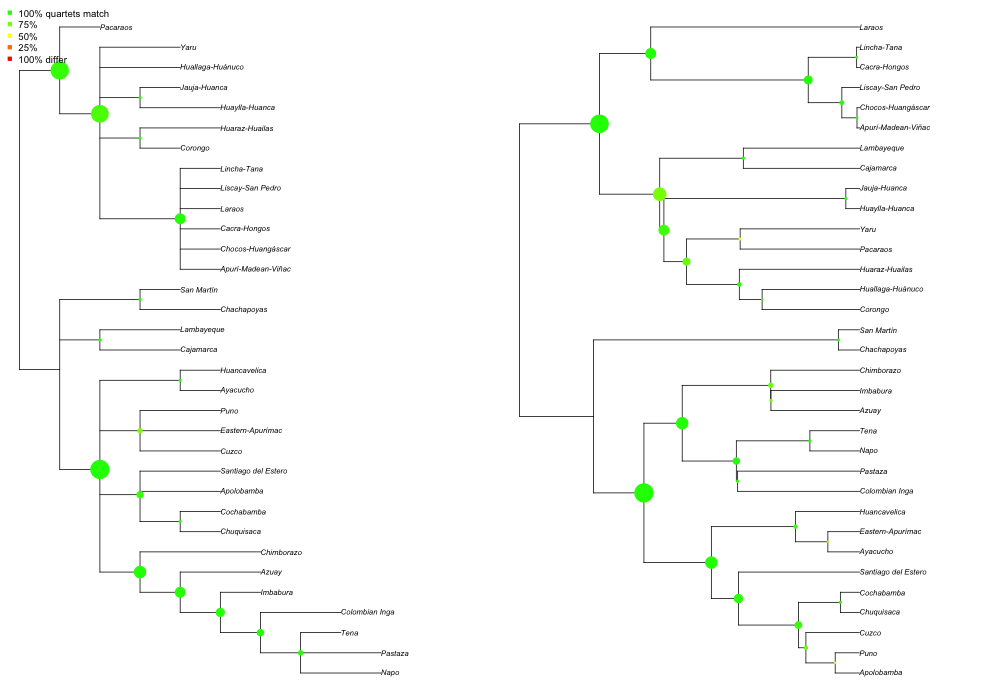 100% quartets match
75%
50%
25%
100% differ
Pacaraos
Yaru
Huallaga-Huánuco
Jauja-Huanca
Huaylla-Huanca
Huaraz-Huailas
Corongo
Lincha-Tana
Liscay-San Pedro
Laraos
Cacra-Hongos
Chocos-Huangáscar
Apuri-Madean-Viñac
San Martín
Chachapoyas
Lambayeque
Cajamarca
Huancavelica
Ayacucho
Puno
Eastern-Apurímac
Cuzco
Santiago del Estero
Apolobamba
Cochabamba
Chuquisaca
Chimborazo
Azuay
Imbabura
Colombian Inga
Tena
Pastaza
Napo
Laraos
Lincha-Tana
Cacra-Hongos
Liscay-San Pedro
Chocos-Huangáscar
Apuri-Madean-Viñac
Lambayeque
Cajamarca
Jauja-Huanca
Huaylla-Huanca
Yaru
Pacaraos
Huaraz-Huailas
Huallaga-Huánuco
Corongo
San Martín
Chachapoyas
Chimborazo
Imbabura
Azuay
Tena
Napo
Pastaza
Colombian Inga
Huancavelica
Eastern-Apurímac
Ayacucho
Santiago del Estero
Cochabamba
Chuquisaca
Cuzco
Puno
Apolobamba